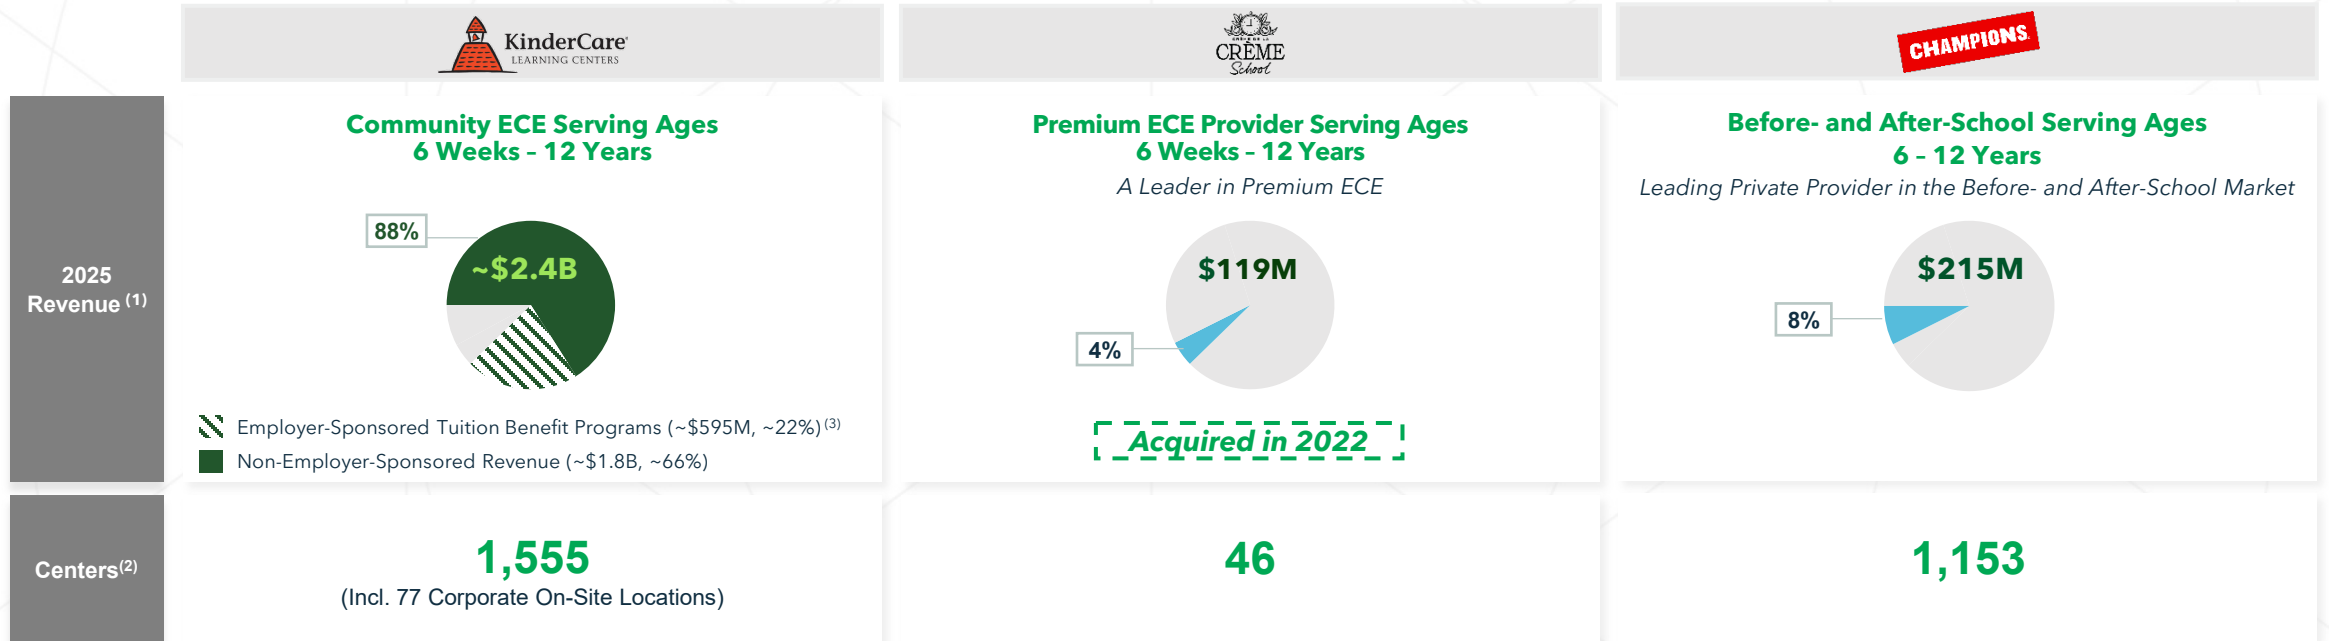 KinderCare®
LEARNING CENTERS
CRÈME DE LA
CRÈME
School
CHAMPIONS
2025
Revenue (1)
Community ECE Serving Ages
6 Weeks – 12 Years
88%
~$2.4B
Employer-Sponsored Tuition Benefit Programs (~$595M, ~22%)(3)
Non-Employer-Sponsored Revenue (~$1.8B, ~66%)
Premium ECE Provider Serving Ages
6 Weeks – 12 Years
A Leader in Premium ECE
$119M
4%
Acquired in 2022
Before- and After-School Serving Ages
6 – 12 Years
Leading Private Provider in the Before- and After-School Market
$215M
8%
Centers(2)
1,555
(Incl. 77 Corporate On-Site Locations)
46
1,153